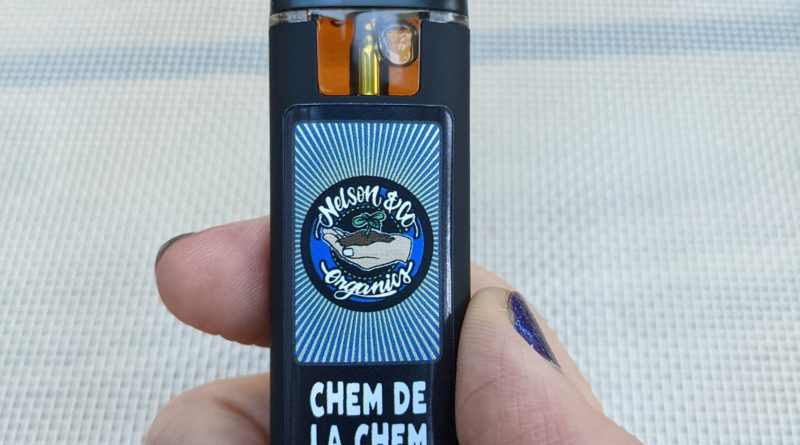 Nelson & Co
Organics
CHEM DE
LA CHEM